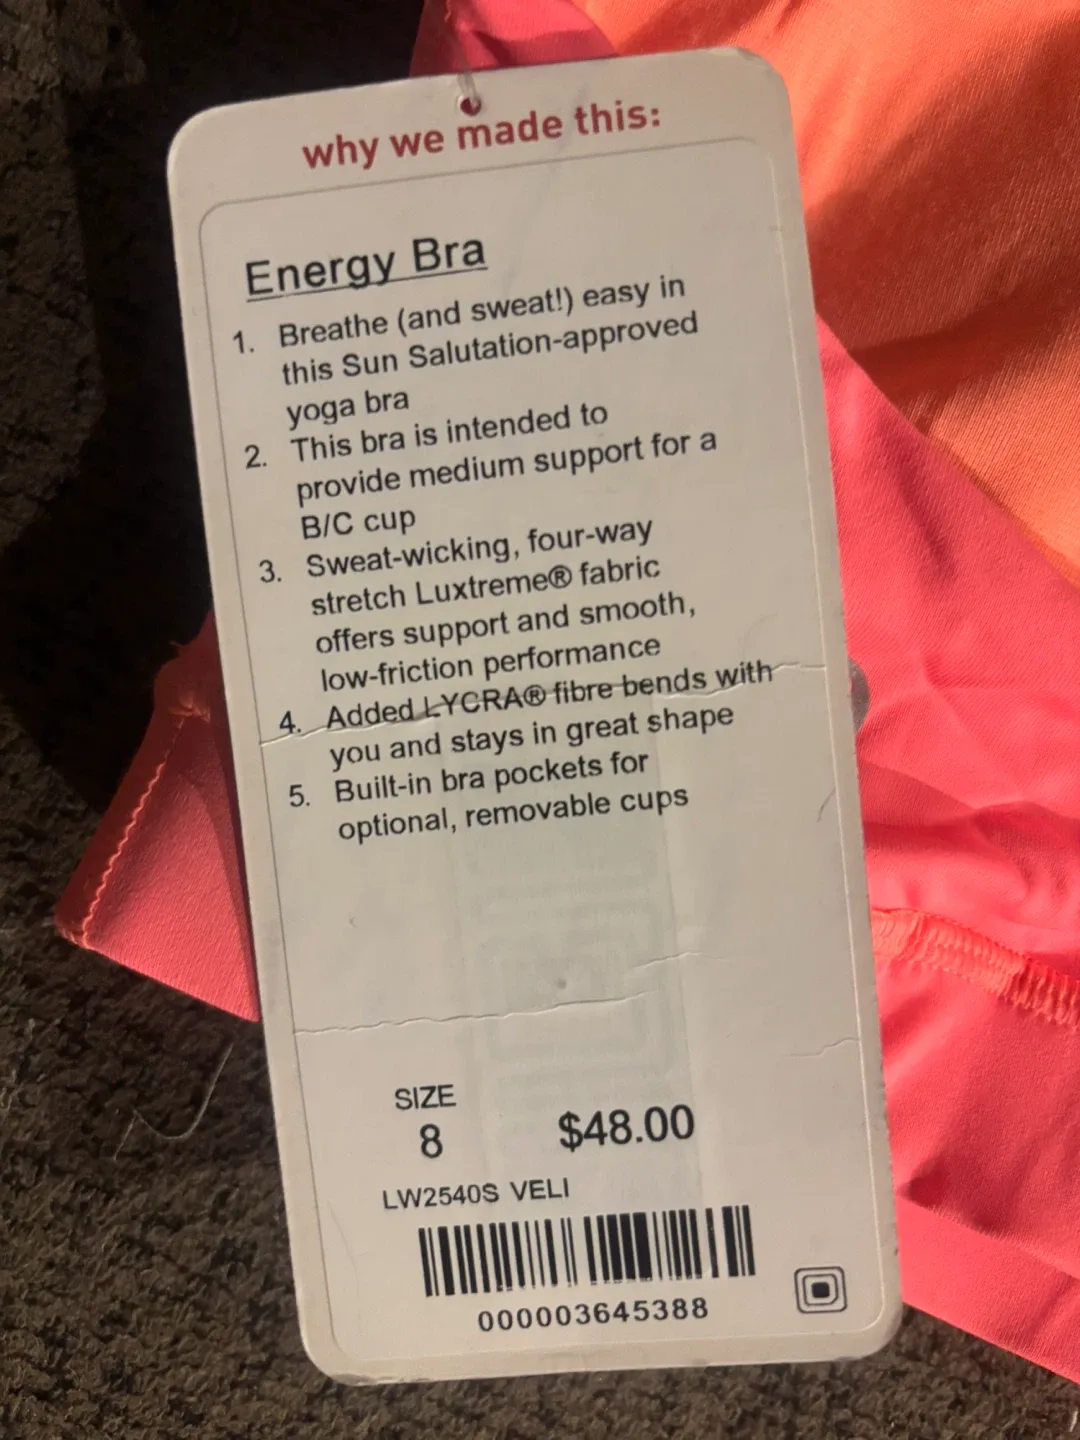 why we made this:
Energy Bra
1. Breathe (and sweat!) easy in
this Sun Salutation-approved
yoga bra
2. This bra is intended to
provide medium support for a
B/C cup
3. Sweat-wicking, four-way
stretch Luxtreme® fabric
offers support and smooth,
low-friction performance
4. Added LYCRA® fibre bends with
you and stays in great shape
5. Built-in bra pockets for
optional, removable cups
SIZE
8 $48.00
LW2540S VELI
000003645388